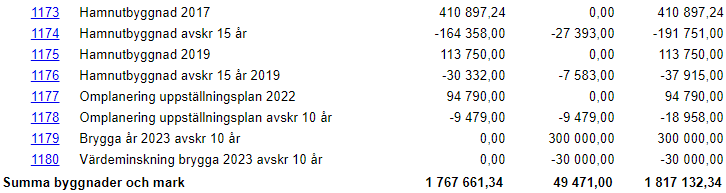 1173 Hamnutbyggnad 2017 410 897,24 0,00 410 897,24
1174 Hamnutbyggnad avskr 15 år -164 358,00 -27 393,00 -191 751,00
1175 Hamnutbyggnad 2019 113 750,00 0,00 113 750,00
1176 Hamnutbyggnad avskr 15 år 2019 -30 332,00 -7 583,00 -37 915,00
1177 Omplanering uppställningsplan 2022 94 790,00 0,00 94 790,00
1178 Omplanering uppställningsplan avskr 10 år -9 479,00 -9 479,00 -18 958,00
1179 Brygga år 2023 avskr 10 år 0,00 300 000,00 300 000,00
1180 Värdeminskning brygga 2023 avskr 10 år 0,00 -30 000,00 -30 000,00
Summa byggnader och mark 1 767 661,34 49 471,00 1 817 132,34